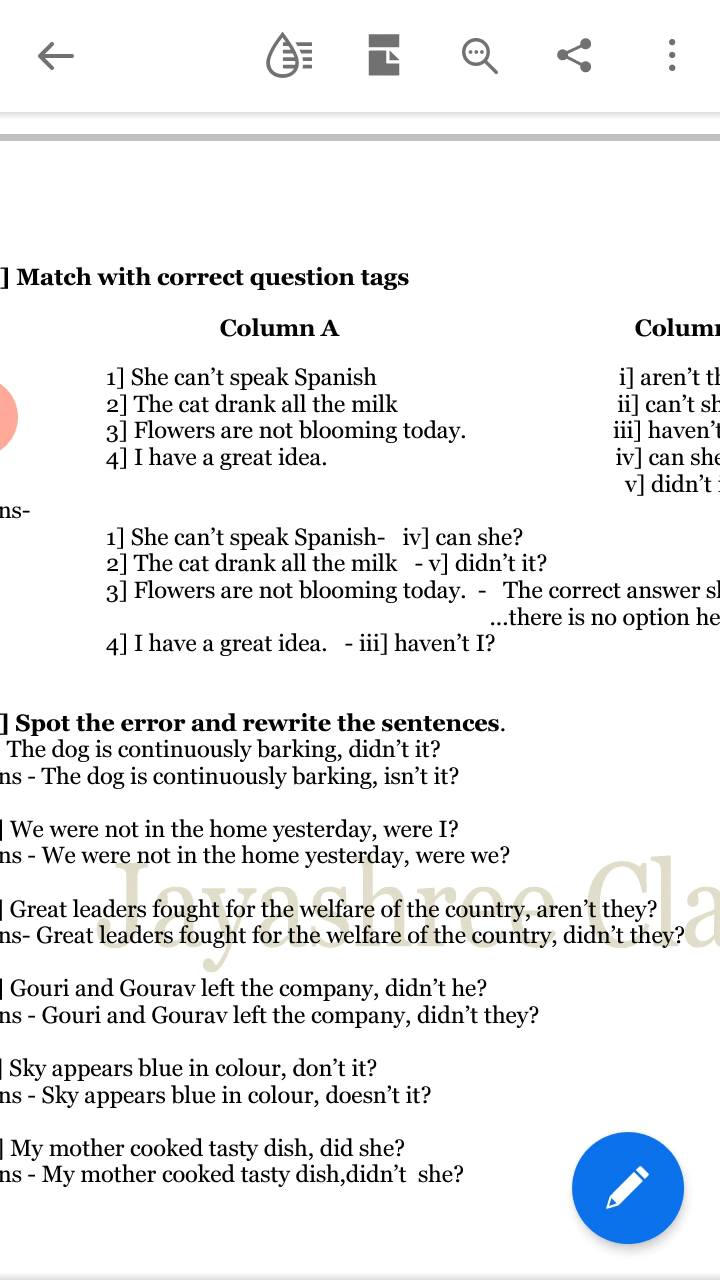 ] Match with correct question tags
Column A Colum
1] She can't speak Spanish i] aren't
2] The cat drank all the milk ii] can't
3] Flowers are not blooming today. iii] haven't
4] I have a great idea. iv] can she
v] didn't
ns-
1] She can't speak Spanish- iv] can she?
2] The cat drank all the milk - v] didn't it?
3] Flowers are not blooming today. - The correct answer
...there is no option he
4] I have a great idea. - iii] haven't I?
] Spot the error and rewrite the sentences.
The dog is continuously barking, didn't it?
ns - The dog is continuously barking, isn't it?
] We were not in the home yesterday, were I?
ns - We were not in the home yesterday, were we?
Jayashree Cla
] Great leaders fought for the welfare of the country, aren't they?
ns- Great leaders fought for the welfare of the country, didn't they?
] Gouri and Gourav left the company, didn't he?
ns - Gouri and Gourav left the company, didn't they?
] Sky appears blue in colour, don't it?
ns - Sky appears blue in colour, doesn't it?
] My mother cooked tasty dish, did she?
ns - My mother cooked tasty dish,didn't she?